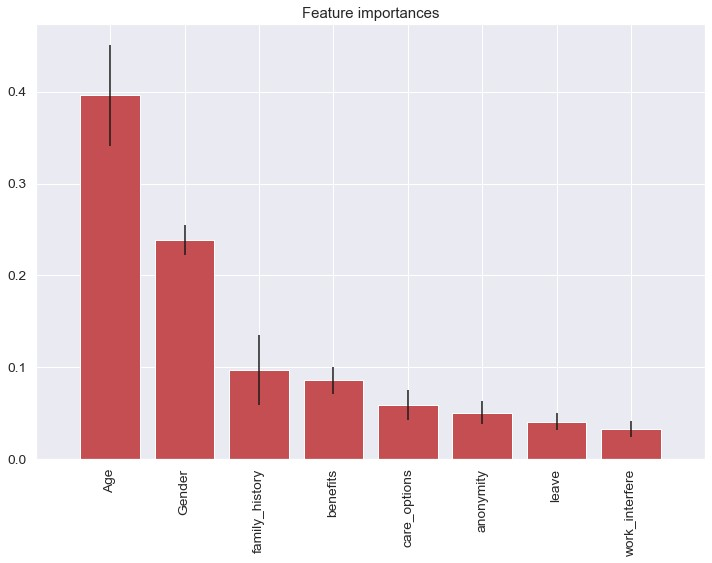 Feature importances
0.4
0.3
0.2
0.1
0.0
Age
Gender
family_history
benefits
care_options
anonymity
leave
work_interfere